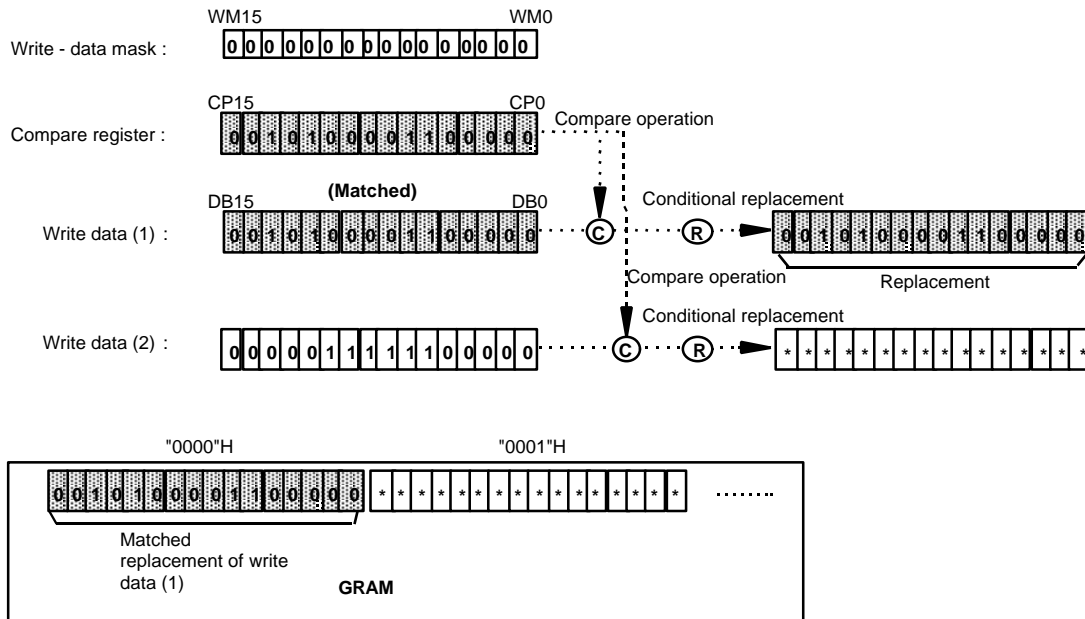 WM15 WM0
Write - data mask : 0 0 0 0 0 0 0 0 0 0 0 0 0 0 0 0
CP15 CP0
Compare operation
Compare register : 0 0 1 0 1 0 0 0 0 1 1 0 0 0 0 0
(Matched)
DB15 DB0 Conditional replacement
Write data (1) : 0 0 1 0 1 0 0 0 0 1 1 0 0 0 0 0 C R 0 0 1 0 1 0 0 0 0 1 1 0 0 0 0 0
Compare operation Replacement
Conditional replacement
Write data (2) : 0 0 0 0 0 1 1 1 1 1 1 0 0 0 0 0 C R * * * * * * * * * * * * * * * *
"0000"H "0001"H
0 0 1 0 1 0 0 0 0 1 1 0 0 0 0 0 * * * * * * * * * * * * * * * * ........
Matched
replacement of write
data (1)
GRAM